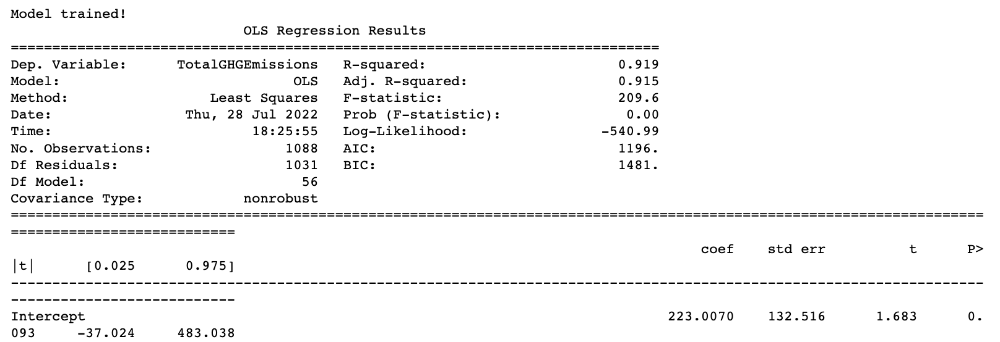 Model trained!
OLS Regression Results
==============================================================================
Dep. Variable: TotalGHGEmissions R-squared: 0.919
Model: OLS Adj. R-squared: 0.915
Method: Least Squares F-statistic: 209.6
Date: Thu, 28 Jul 2022 Prob (F-statistic): 0.00
Time: 18:25:55 Log-Likelihood: -540.99
No. Observations: 1088 AIC: 1196.
Df Residuals: 1031 BIC: 1481.
Df Model: 56
Covariance Type: nonrobust
=====================================================================================================================
===========================
coef std err t P>
|t| [0.025 0.975]
---------------------------------------------------------------------------------------------------------------------
---------------------------
Intercept 223.0070 132.516 1.683 0.
093 -37.024 483.038